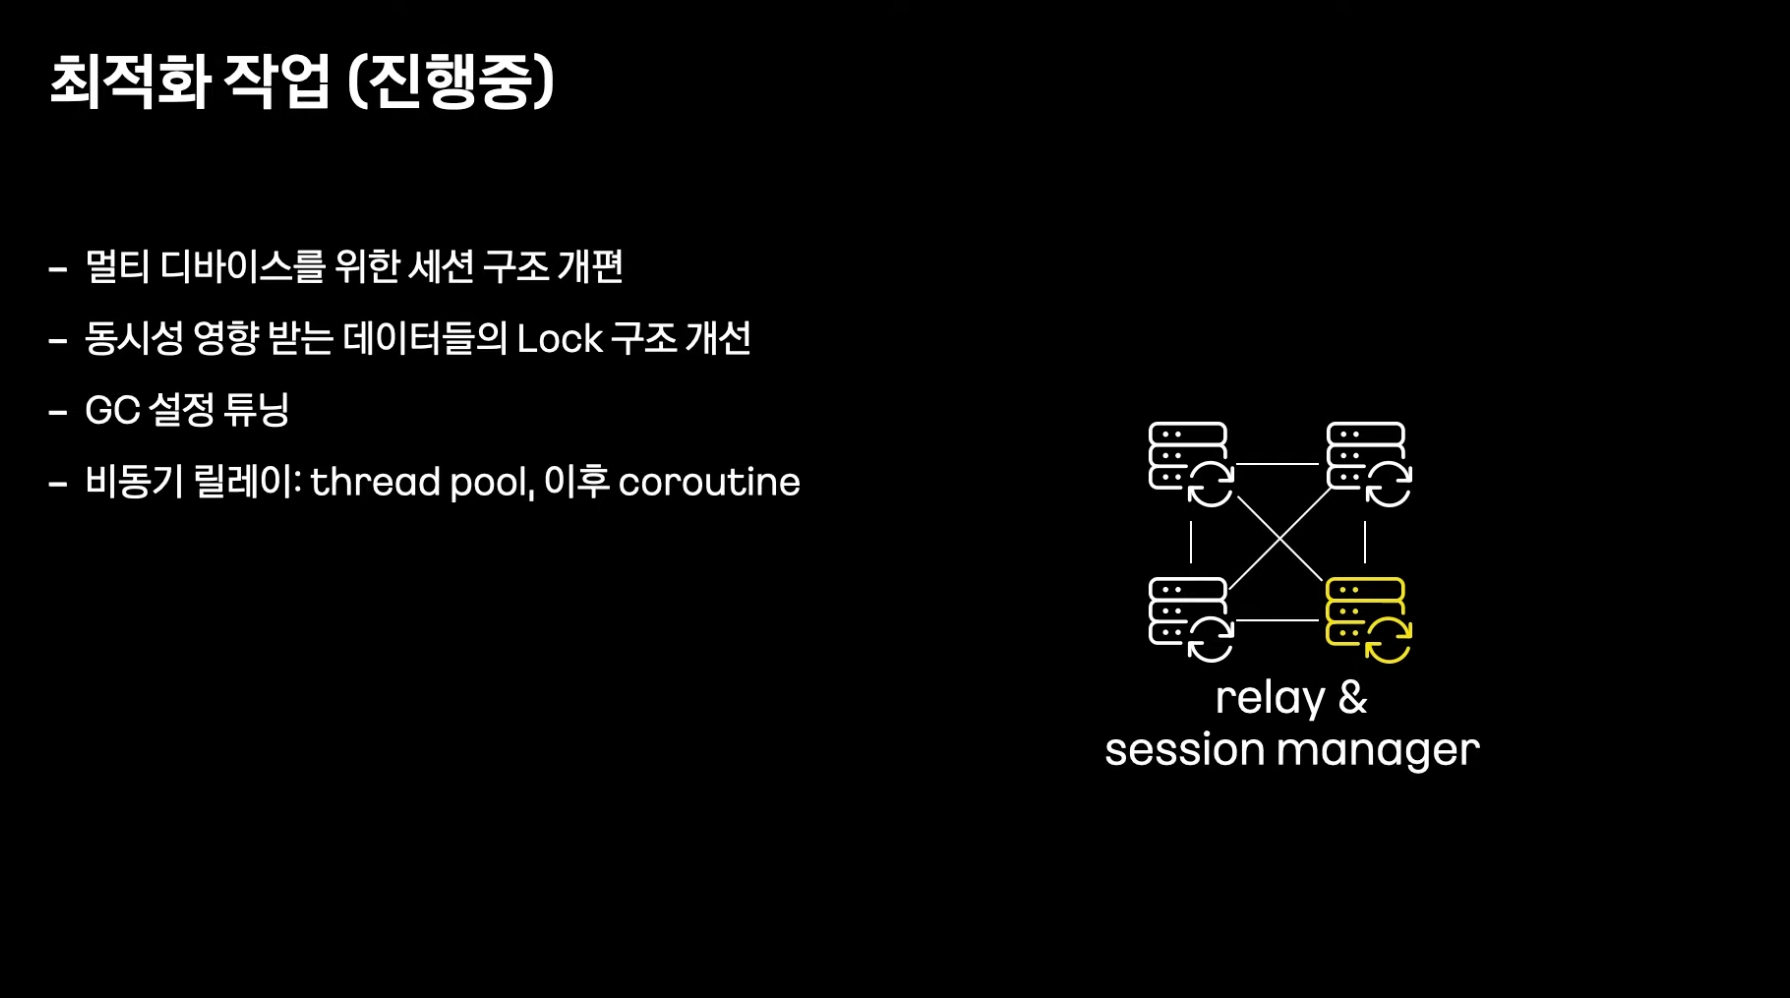 최적화 작업 (진행중)
– 멀티 디바이스를 위한 세션 구조 개편
– 동시성 영향 받는 데이터들의 Lock 구조 개선
– GC 설정 튜닝
– 비동기 릴레이: thread pool, 이후 coroutine
relay &
session manager